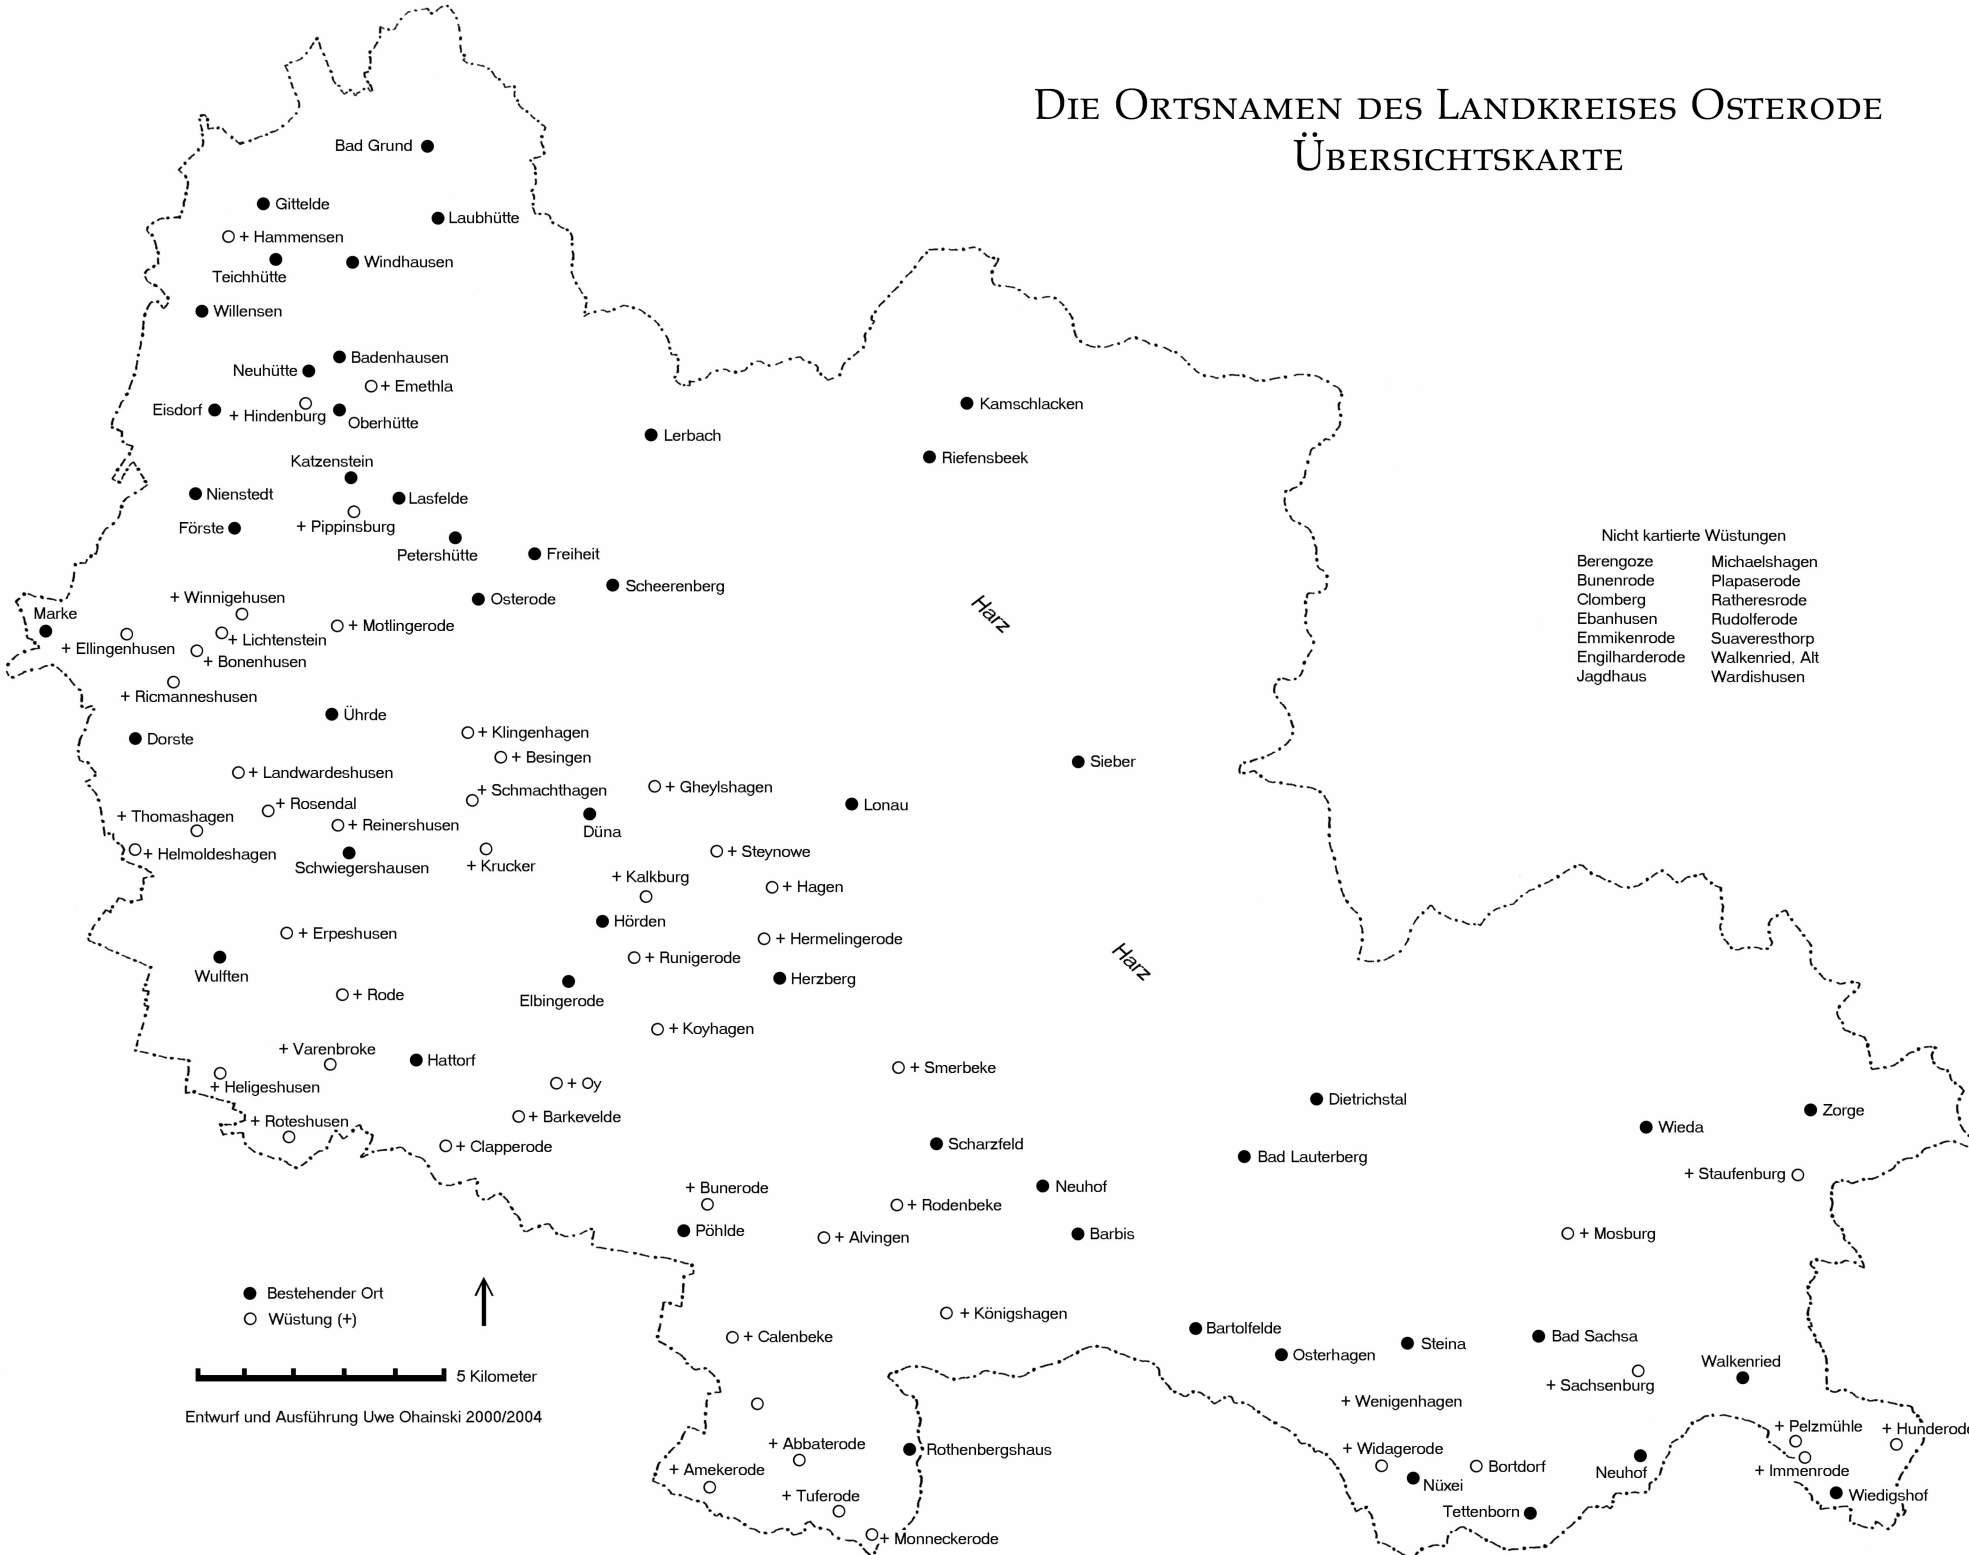 Die Ortsnamen des Landkreises Osterode
Übersichtskarte
Bad Grund
Gittelde
Laubhütte
+ Hammensen
Teichhütte
Windhausen
Willensen
Badenhausen
Neuhütte
+ Emethla
Eisdorf
+ Hindenburg
Oberhütte
Kamschlacken
Lerbach
Riefensbeek
Katzenstein
Nienstedt
Lasfelde
Förste
+ Pippinsburg
Petershütte
Freiheit
Scheerenberg
Osterode
+ Winnigehusen
Marke
+ Motlingerode
+ Lichtenstein
+ Ellingenhusen
+ Bonenhusen
+ Ricmanneshusen
Harz
Nicht kartierte Wüstungen
Berengoze Michaelshagen
Bunenrode Plapaserode
Clomberg Ratheresrode
Ebanhusen Rudolferode
Emmikenrode Suaveresthorp
Engilharderode Walkenried, Alt
Jagdhaus Wardishusen
Ührde
Dorste
+ Klingenhagen
+ Besingen
Sieber
+ Landwardeshusen
+ Schmachthagen
+ Gheylshagen
+ Rosendal
Lonau
+ Thomashagen
+ Reinershusen
Düna
+ Helmoldeshagen
Schwiegershausen
+ Krucker
+ Steynowe
+ Kalkburg
+ Hagen
Hörden
+ Erpeshusen
+ Hermelingerode
+ Runigerode
Harz
Wulften
Herzberg
+ Rode
Elbingerode
+ Koyhagen
+ Varenbroke
Hattorf
+ Smerbeke
+ Heligeshusen
+ Oy
Dietrichstal
+ Roteshusen
+ Barkevelde
Zorge
Wieda
+ Clapperode
Scharzfeld
Bad Lauterberg
+ Staufenburg
+ Bunerode
Neuhof
+ Rodenbeke
Pöhlde
+ Alvingen
Barbis
+ Mosburg
Bestehender Ort
Wüstung (+)
5 Kilometer
Entwurf und Ausführung Uwe Ohainski 2000/2004
+ Königshagen
+ Calenbeke
Bartolfelde
Osterhagen
Steina
Bad Sachsa
Walkenried
+ Sachsenburg
+ Wenigenhagen
+ Pelzmühle
+ Hunderode
+ Abbaterode
Rothenbergshaus
+ Widagerode
+ Amekerode
Bortdorf
Neuhof
+ Immenrode
Nüxei
+ Tuferode
Wiedigshof
Tettenborn
+ Monneckerode